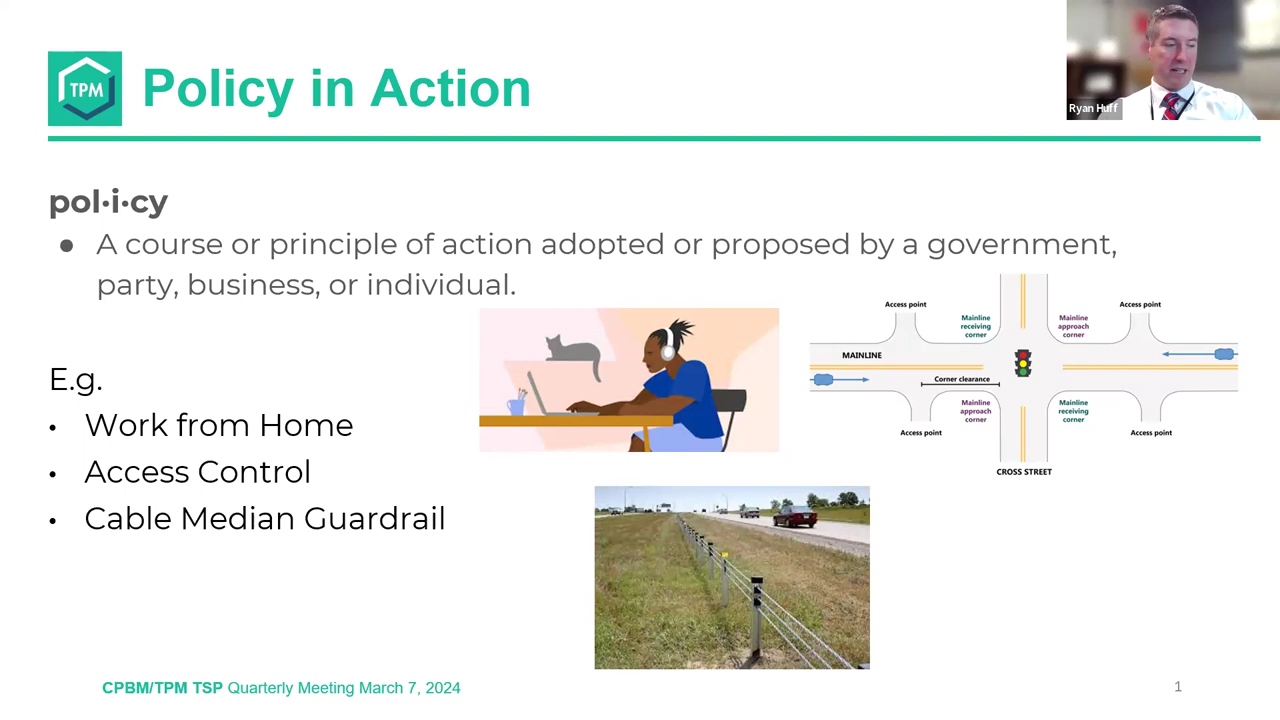 TPM
Policy in Action
Ryan Huff
pol·i·cy
● A course or principle of action adopted or proposed by a government,
party, business, or individual.
E.g.
• Work from Home
• Access Control
• Cable Median Guardrail
Access point
Access point
Mainline
receiving
corner
Mainline
approach
corner
MAINLINE
Corner clearance
Mainline
approach
corner
Mainline
receiving
corner
Access point
Access point
CROSS STREET
CPBM/TPM TSP Quarterly Meeting March 7, 2024
1